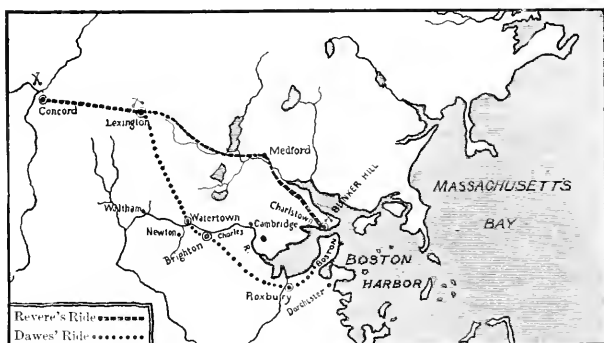 X
Concord
Lexington
Medford
Charlstown
BUNKER HILL
MASSACHUSETTS
BAY
Waltham
Watertown
Newton
Charles
R.
Cambridge
Brighton
BOSTON
BOSTON
HARBOR
Roxbury
Dorchister
Revere's Ride
Dawes' Ride